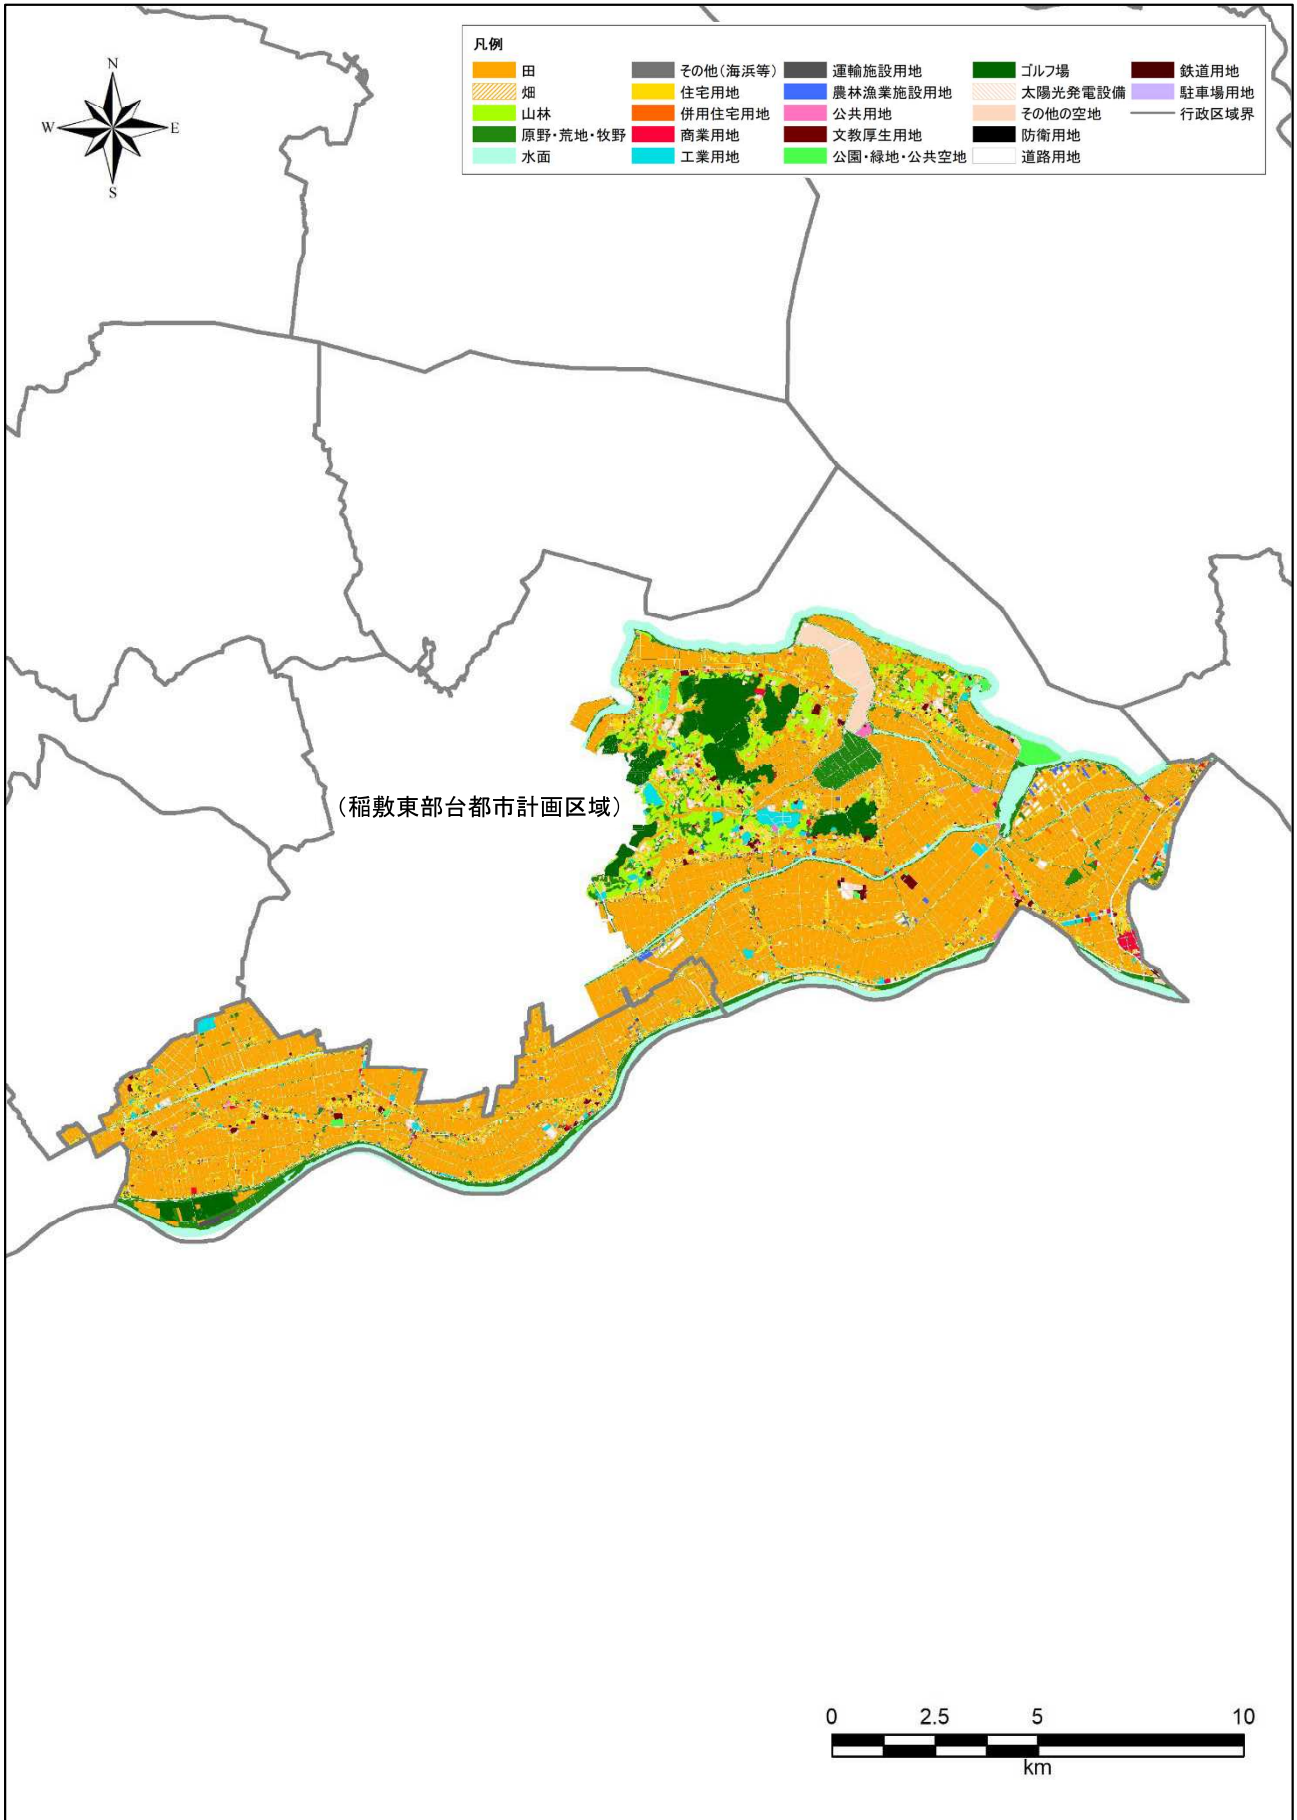 N
W
E
S
凡例
田
畑
山林
原野・荒地・牧野
水面
その他(海浜等)
住宅用地
併用住宅用地
商業用地
工業用地
運輸施設用地
農林漁業施設用地
公共用地
文教厚生用地
公園・緑地・公共空地
ゴルフ場
太陽光発電設備
その他の空地
防衛用地
道路用地
鉄道用地
駐車場用地
行政区域界
(稲敷東部台都市計画区域)
0 2.5 5 10
km